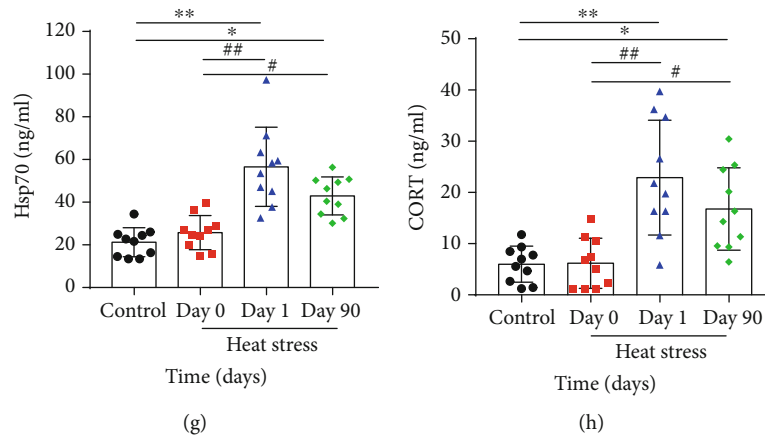 **
*
##
#
120
100
80
60
40
20
0
Hsp70 (ng/ml)
Control Day 0 Day 1 Day 90
Heat stress
Time (days)
(g)
**
*
##
#
50
40
30
20
10
0
CORT (ng/ml)
Control Day 0 Day 1 Day 90
Heat stress
Time (days)
(h)